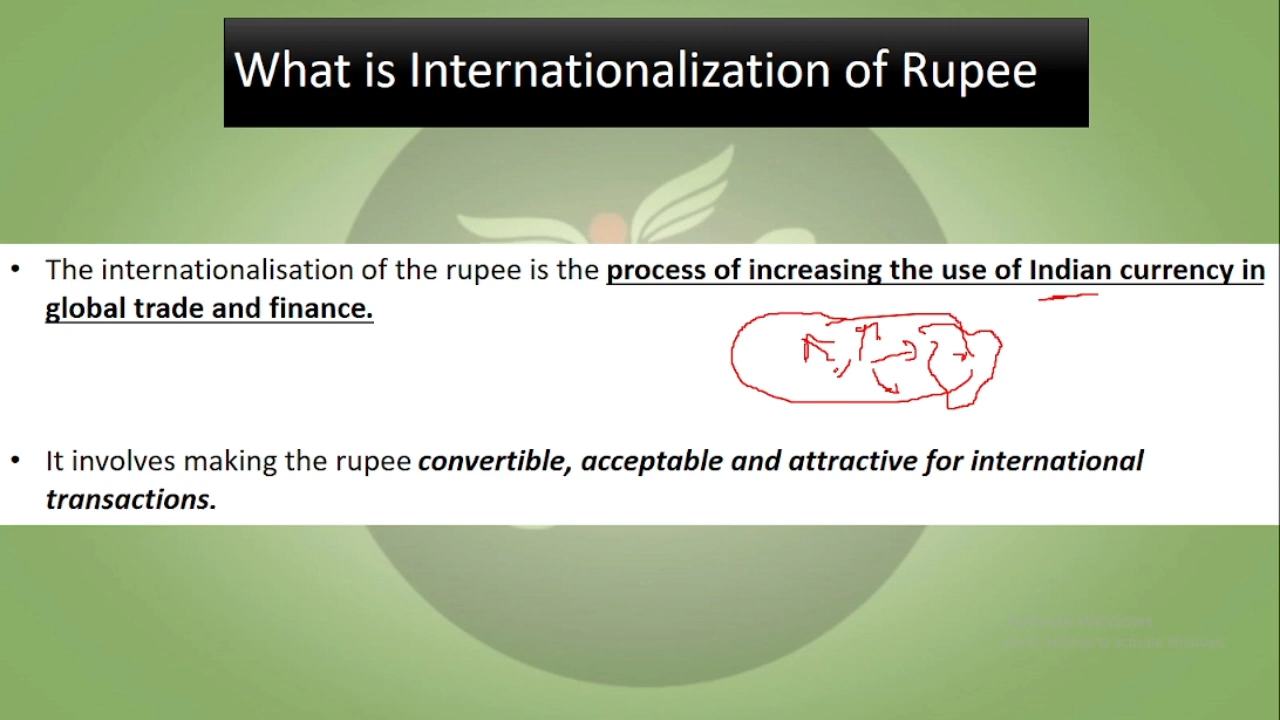 What is Internationalization of Rupee
• The internationalisation of the rupee is the process of increasing the use of Indian currency in
global trade and finance.
• It involves making the rupee convertible, acceptable and attractive for international
transactions.